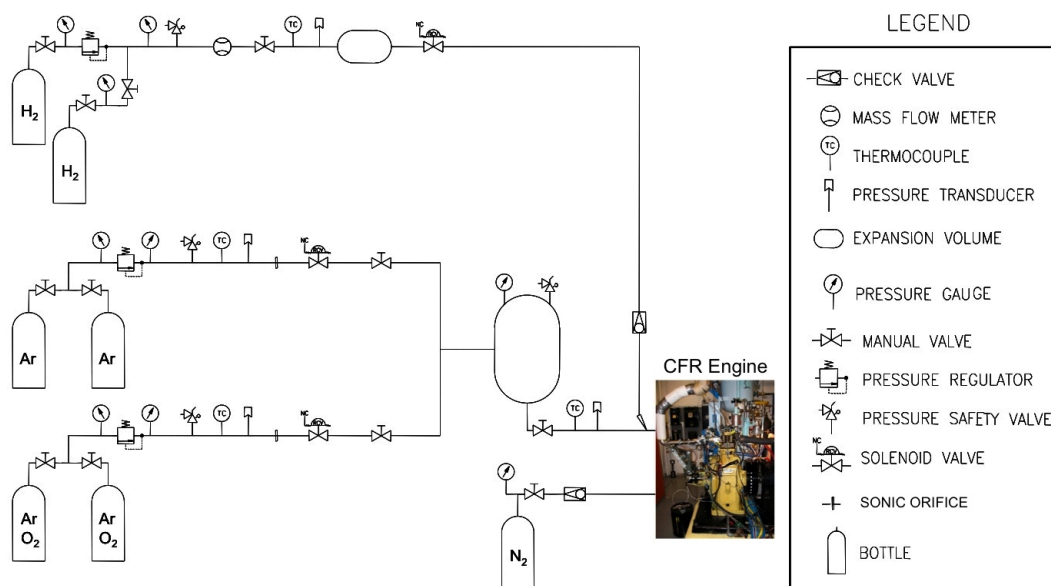 LEGEND
NC
TC
H₂
H₂
CHECK VALVE
MASS FLOW METER
TC
THERMOCOUPLE
PRESSURE TRANSDUCER
EXPANSION VOLUME
NC
TC
Ar
Ar
PRESSURE GAUGE
MANUAL VALVE
CFR Engine
PRESSURE REGULATOR
PRESSURE SAFETY VALVE
NC
TC
TC
NC
SOLENOID VALVE
Ar
O₂
Ar
O₂
N₂
SONIC ORIFICE
BOTTLE